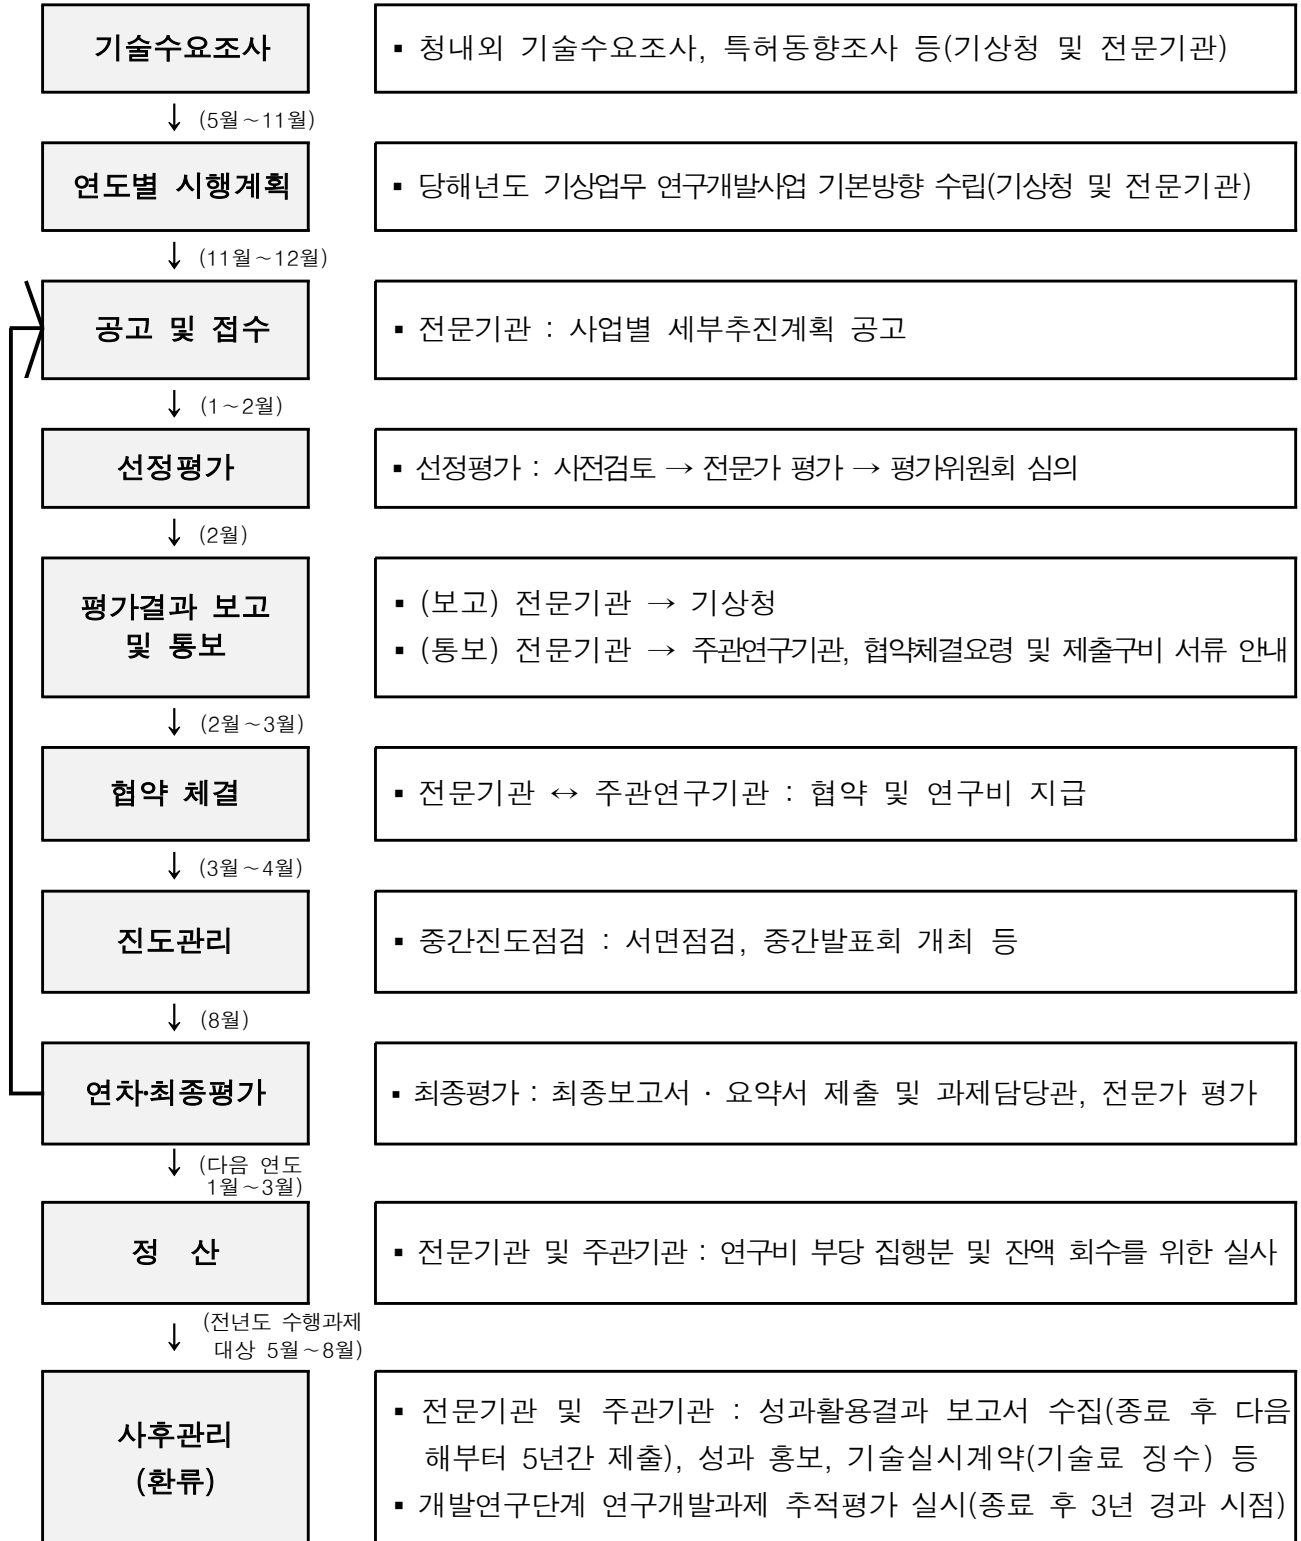 기술수요조사
▪ 청내외 기술수요조사, 특허동향조사 등(기상청 및 전문기관)
↓ (5월～11월)
연도별 시행계획
▪ 당해년도 기상업무 연구개발사업 기본방향 수립(기상청 및 전문기관)
↓ (11월～12월)
공고 및 접수
▪ 전문기관 : 사업별 세부추진계획 공고
↓ (1～2월)
선정평가
▪ 선정평가 : 사전검토 → 전문가 평가 → 평가위원회 심의
↓ (2월)
평가결과 보고
및 통보
▪ (보고) 전문기관 → 기상청
▪ (통보) 전문기관 → 주관연구기관, 협약체결요령 및 제출구비 서류 안내
↓ (2월～3월)
협약 체결
▪ 전문기관 ↔ 주관연구기관 : 협약 및 연구비 지급
↓ (3월～4월)
진도관리
▪ 중간진도점검 : 서면점검, 중간발표회 개최 등
↓ (8월)
연차·최종평가
▪ 최종평가 : 최종보고서 · 요약서 제출 및 과제담당관, 전문가 평가
↓ (다음 연도
1월～3월)
정 산
▪ 전문기관 및 주관기관 : 연구비 부당 집행분 및 잔액 회수를 위한 실사
(전년도 수행과제
↓ 대상 5월～8월)
사후관리
(환류)
▪ 전문기관 및 주관기관 : 성과활용결과 보고서 수집(종료 후 다음
해부터 5년간 제출), 성과 홍보, 기술실시계약(기술료 징수) 등
▪ 개발연구단계 연구개발과제 추적평가 실시(종료 후 3년 경과 시점)